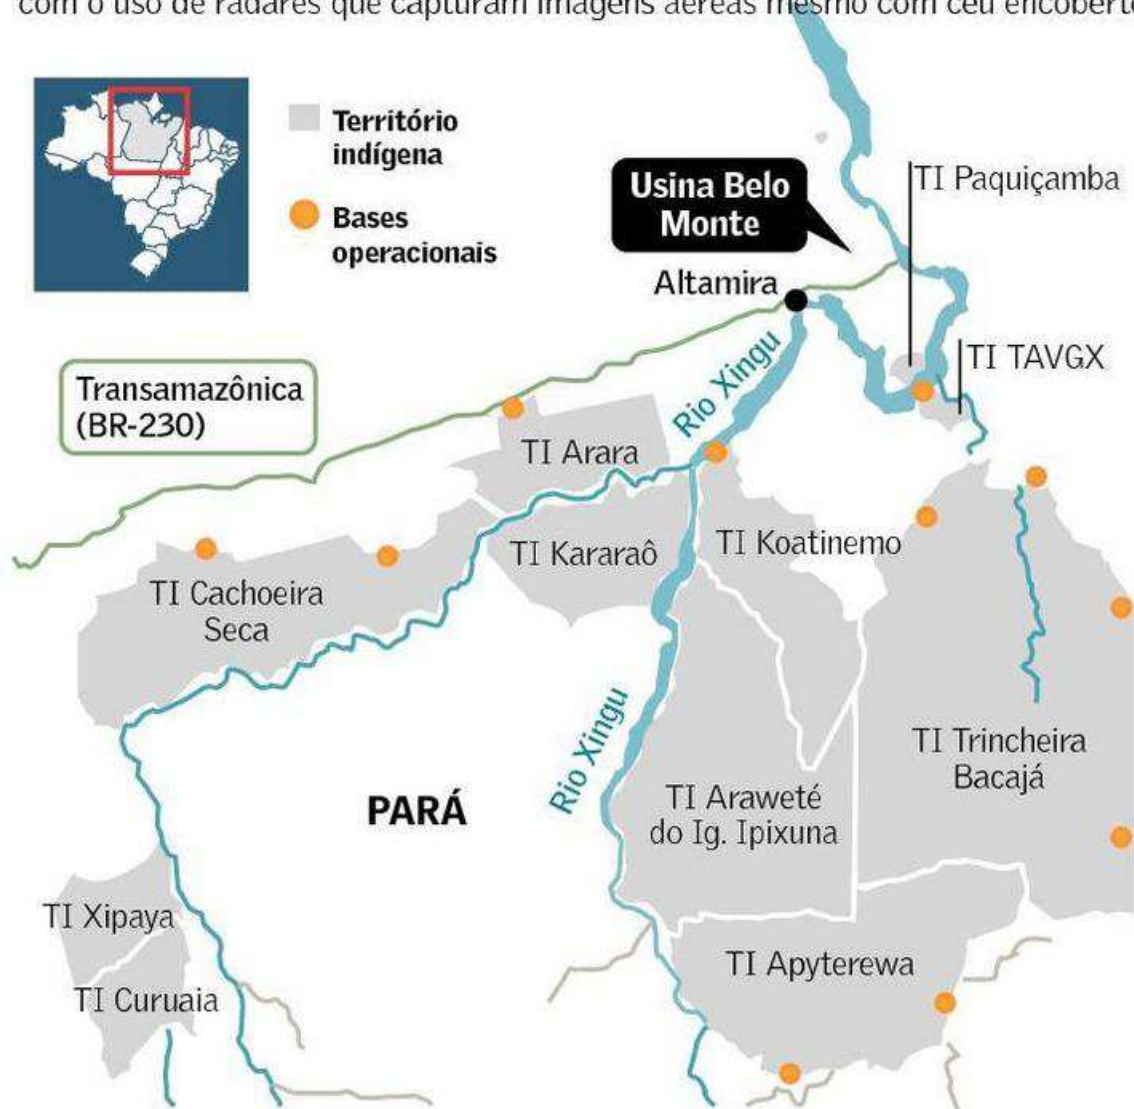 com o uso de radares que capturam imagens aéreas mesmo com céu encoberto
Território
indígena
Bases
operacionais
Usina Belo
Monte
TI Paquiçamba
Altamira
TI TAVGX
Transamazônica
(BR-230)
Rio Xingu
TI Arara
TI Kararaô
TI Koatinemo
TI Cachoeira
Seca
Rio Xingu
TI Trincheira
Bacajá
PARÁ
TI Araweté
do Ig. Ipixuna
TI Xipaya
TI Apyterewa
TI Curuaia